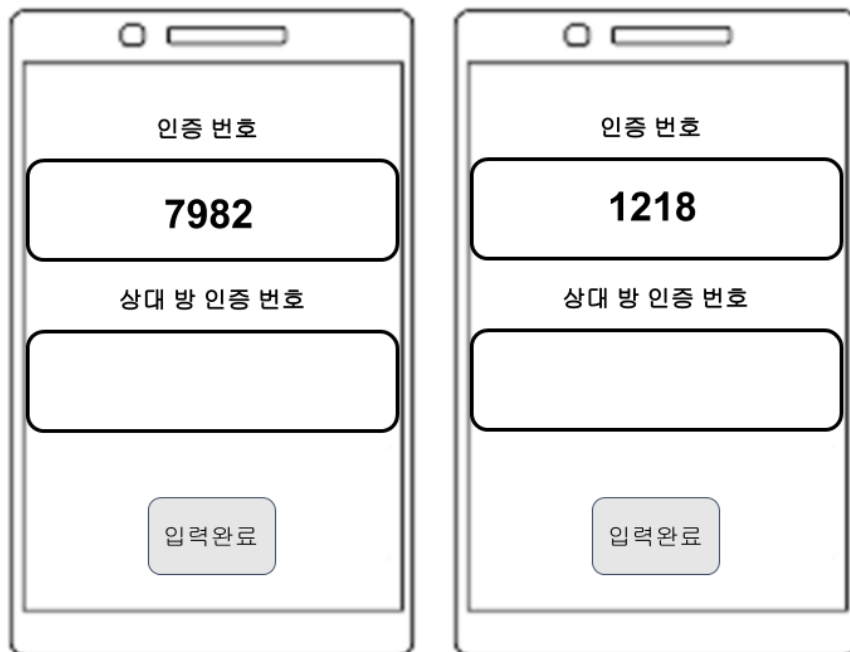 인증 번호
7982
상대 방 인증 번호
입력완료
인증 번호
1218
상대 방 인증 번호
입력완료